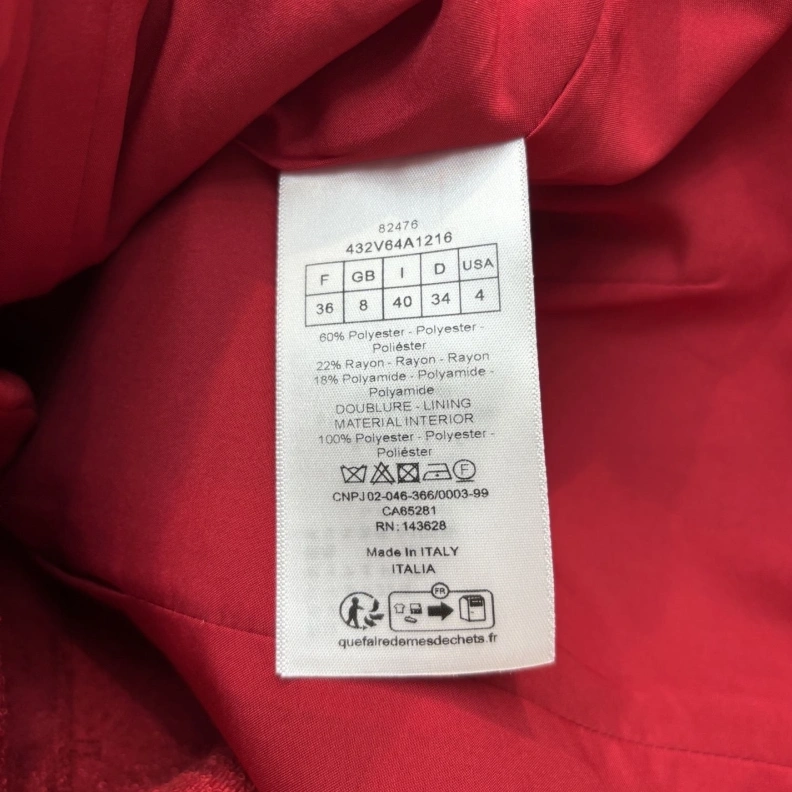 82476
432V64A1216
F GB I D USA
36 8 40 34 4
60% Polyester - Polyester -
Poliéster
22% Rayon - Rayon - Rayon
18% Polyamide - Polyamide -
Polyamide
DOUBLURE - LINING
MATERIAL INTERIOR
100% Polyester - Polyester -
Poliéster
F
CNPJ 02-046-366/0003-99
CA65281
RN: 143628
Made In ITALY
ITALIA
FR
quefairedemesdechets.fr